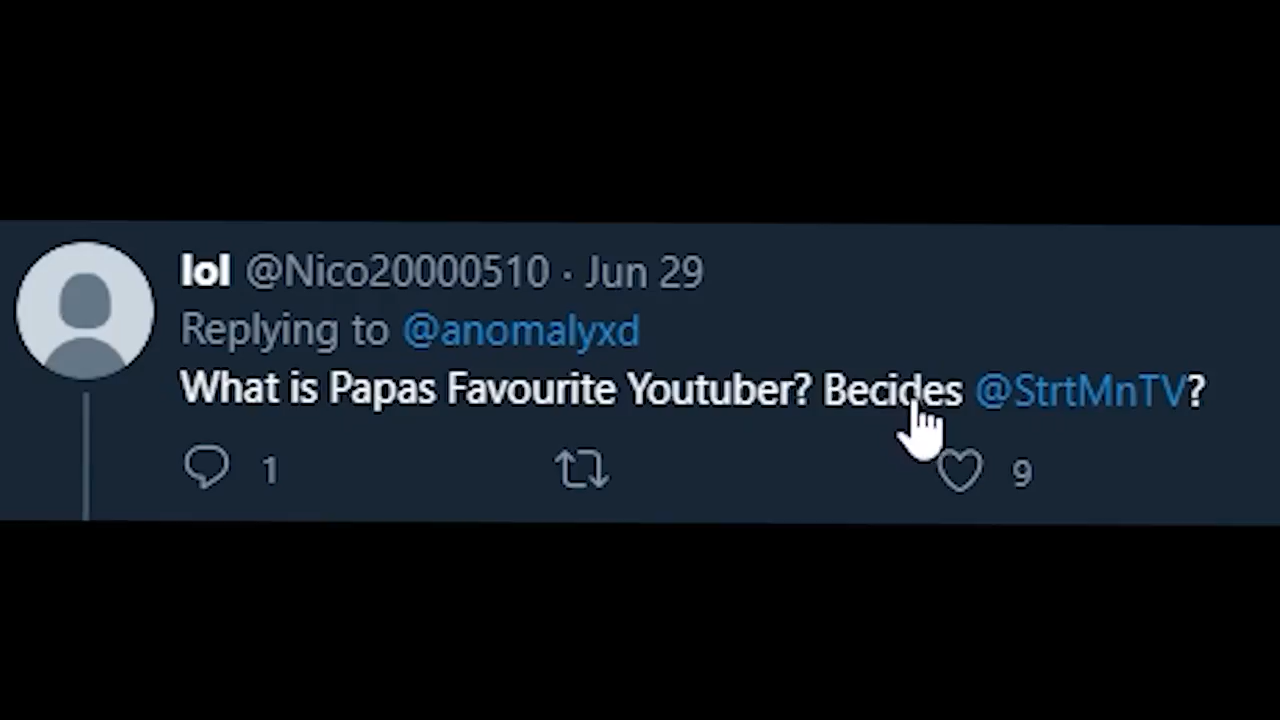 lol @Nico20000510 · Jun 29
Replying to @anomalyxd
What is Papas Favourite Youtuber? Becides @StrtMnTV?
1 9